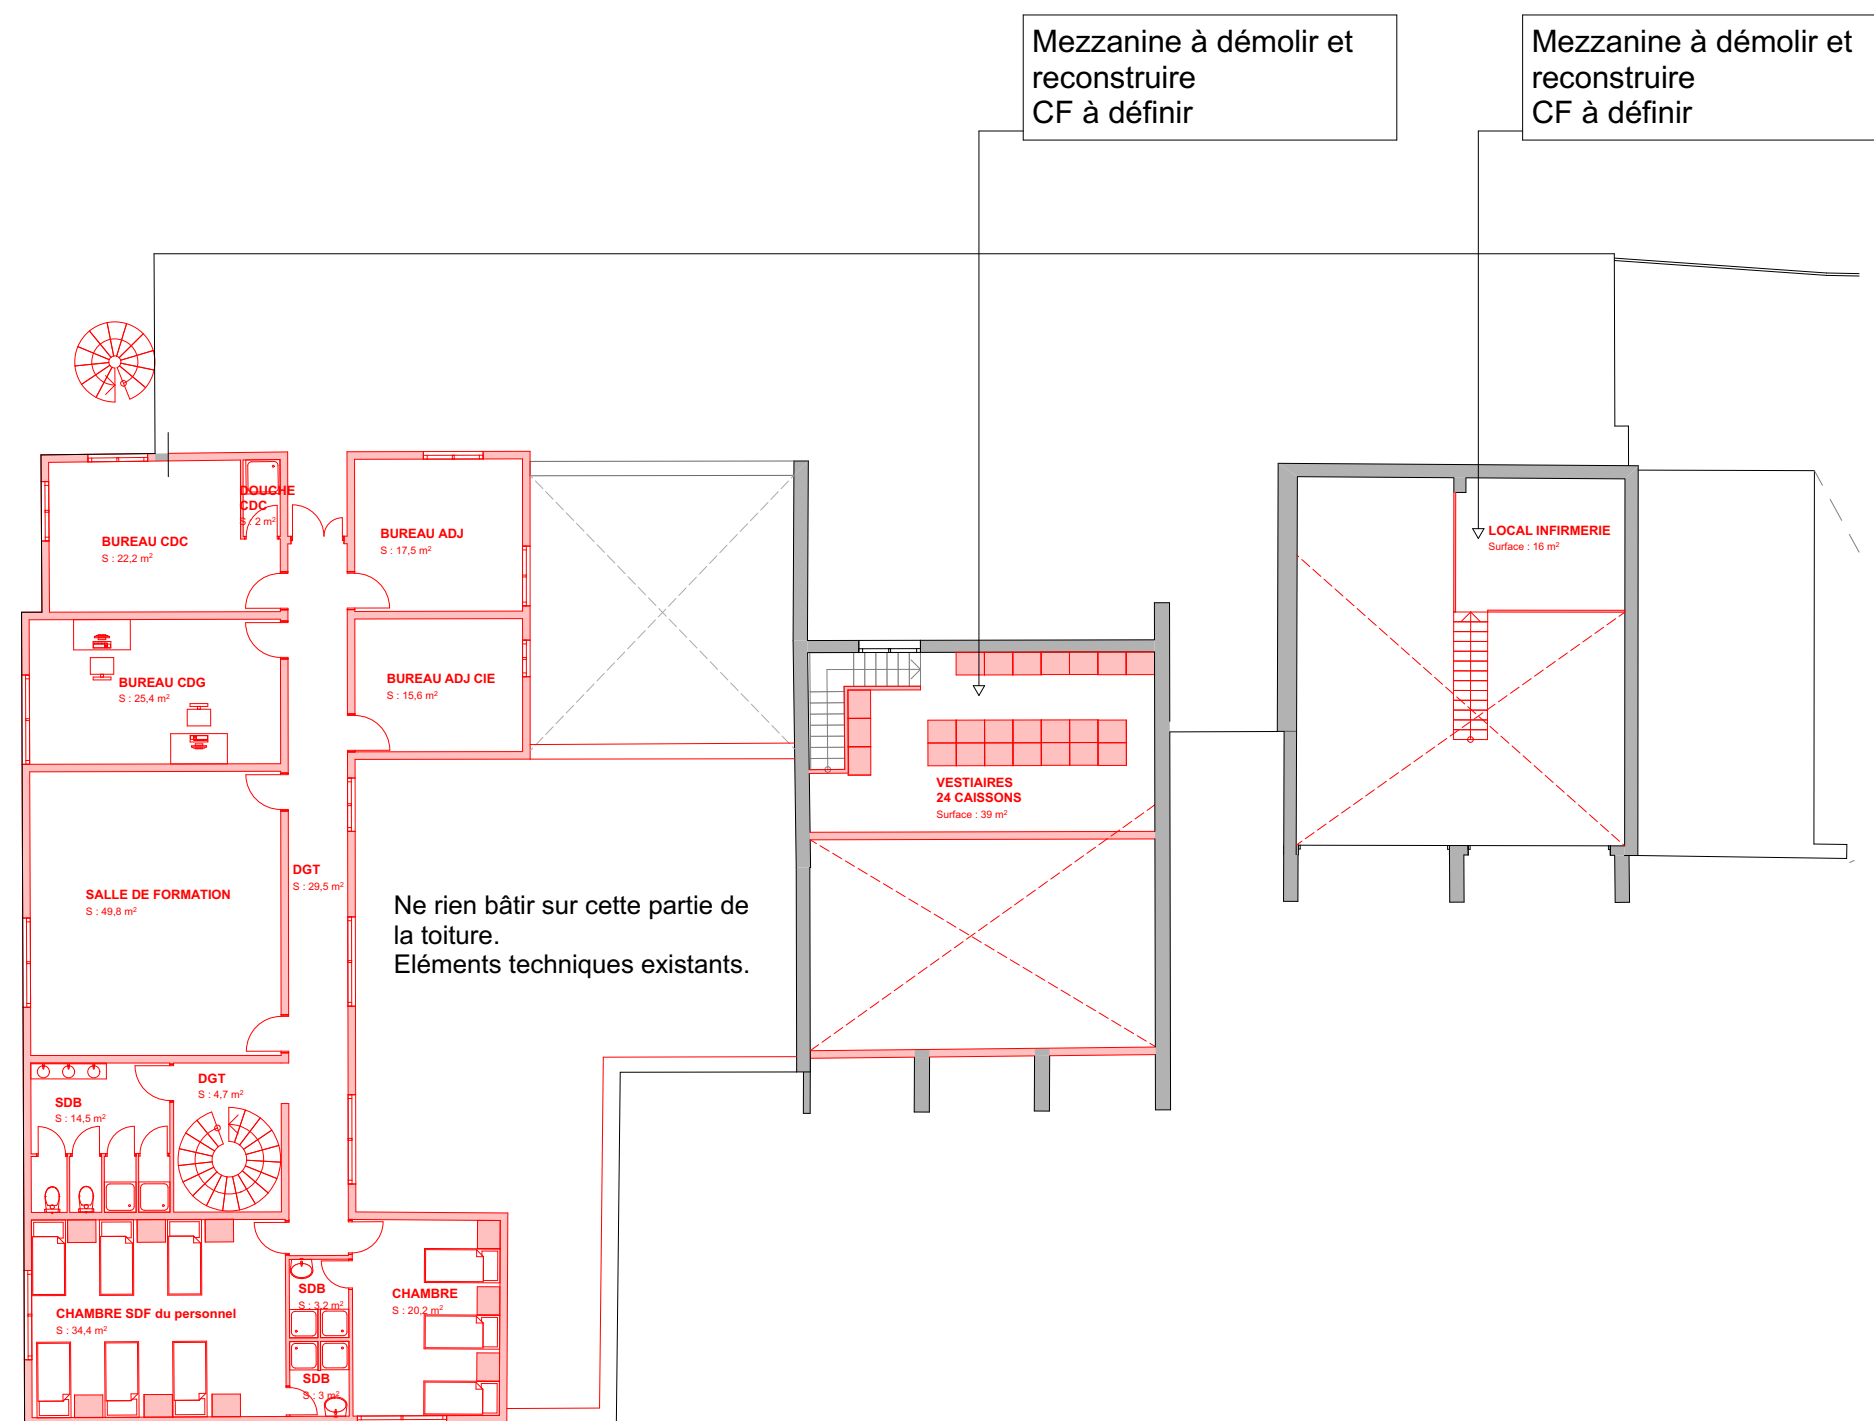 Mezzanine à démolir et
reconstruire
CF à définir
Mezzanine à démolir et
reconstruire
CF à définir
DOUCHE
CDC
S : 2 m²
BUREAU CDC
S : 22,2 m²
BUREAU ADJ
S : 17,5 m²
LOCAL INFIRMERIE
Surface : 16 m²
BUREAU CDG
S : 25,4 m²
BUREAU ADJ CIE
S : 15,6 m²
VESTIAIRES
24 CAISSONS
Surface : 39 m²
SALLE DE FORMATION
S : 49,8 m²
DGT
S : 29,5 m²
Ne rien bâtir sur cette partie de
la toiture.
Eléments techniques existants.
DGT
S : 4,7 m²
SDB
S : 14,5 m²
CHAMBRE SDF du personnel
S : 34,4 m²
SDB
S : 3,2 m²
CHAMBRE
S : 20,2 m²
SDB
S : 3 m²